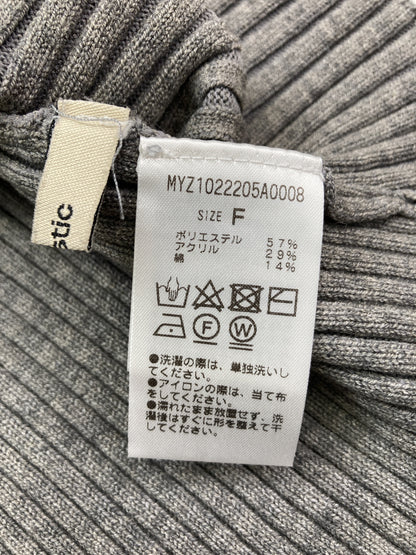 MYZ1022205A0008
SIZE F
ポリエステル 57%
アクリル 29%
綿 14%
F
W
●洗濯の際は、単独洗いし
てください。
●アイロンの際は、当て布
をしてください。
●濡れたまま放置せず、洗
濯後はすぐに形を整えて干
してください。
stic